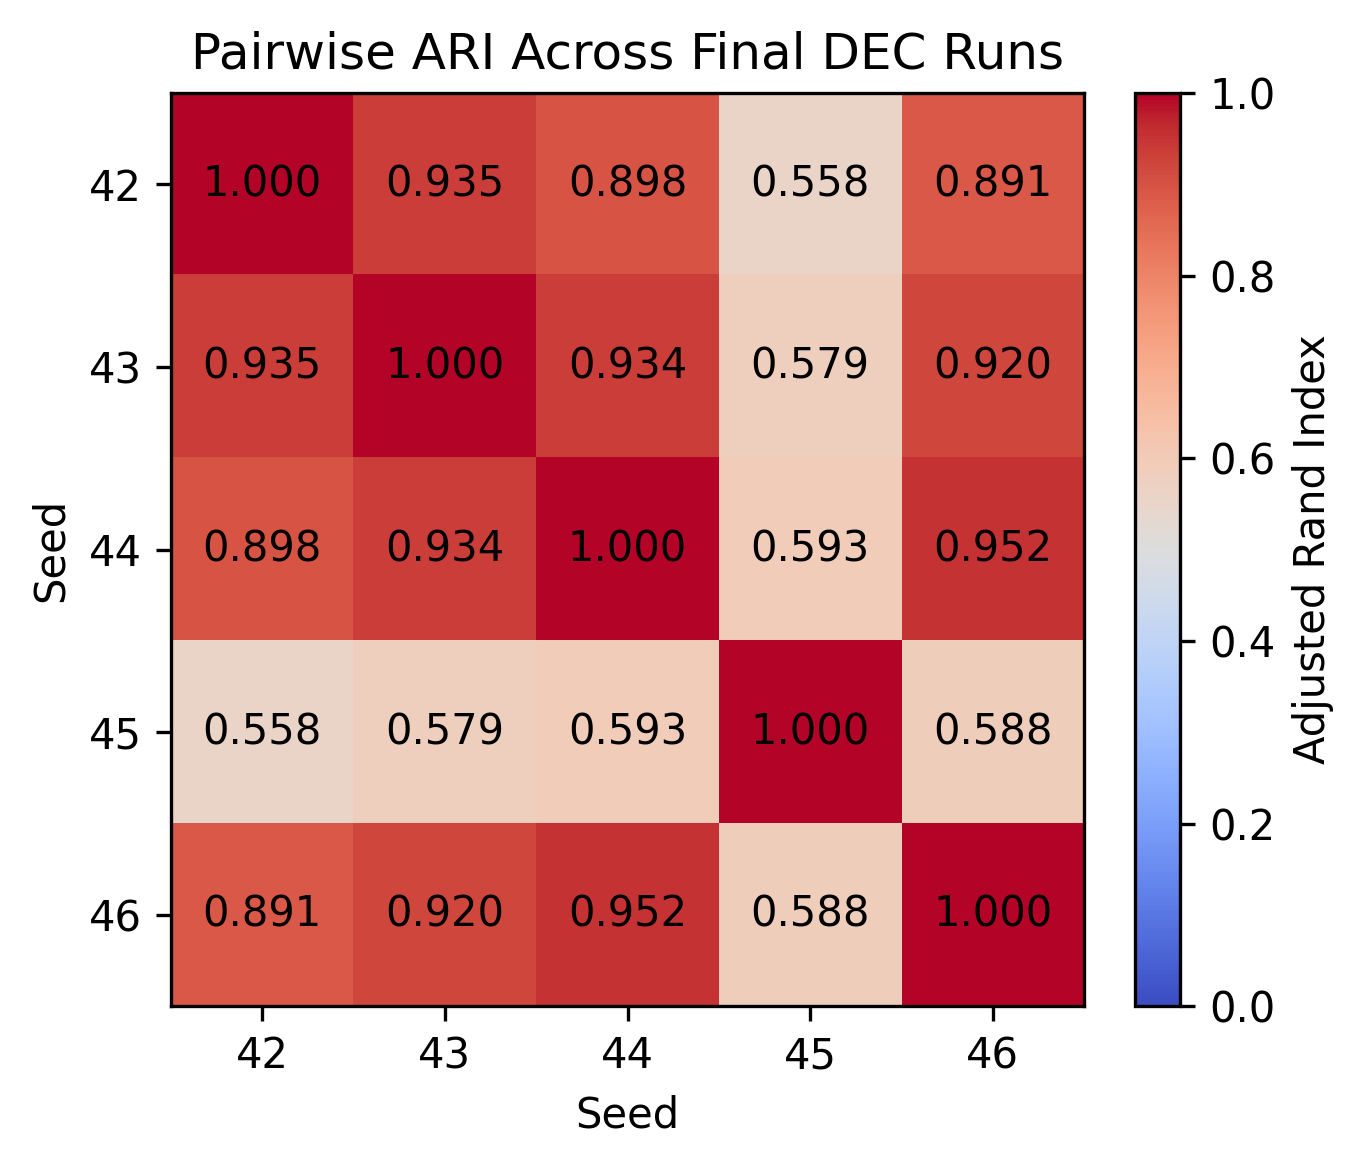 Pairwise ARI Across Final DEC Runs
42 1.000 0.935 0.898 0.558 0.891
43 0.935 1.000 0.934 0.579 0.920
44 0.898 0.934 1.000 0.593 0.952
45 0.558 0.579 0.593 1.000 0.588
46 0.891 0.920 0.952 0.588 1.000
42 43 44 45 46
Seed
Seed
1.0
0.8
0.6
0.4
0.2
0.0
Adjusted Rand Index